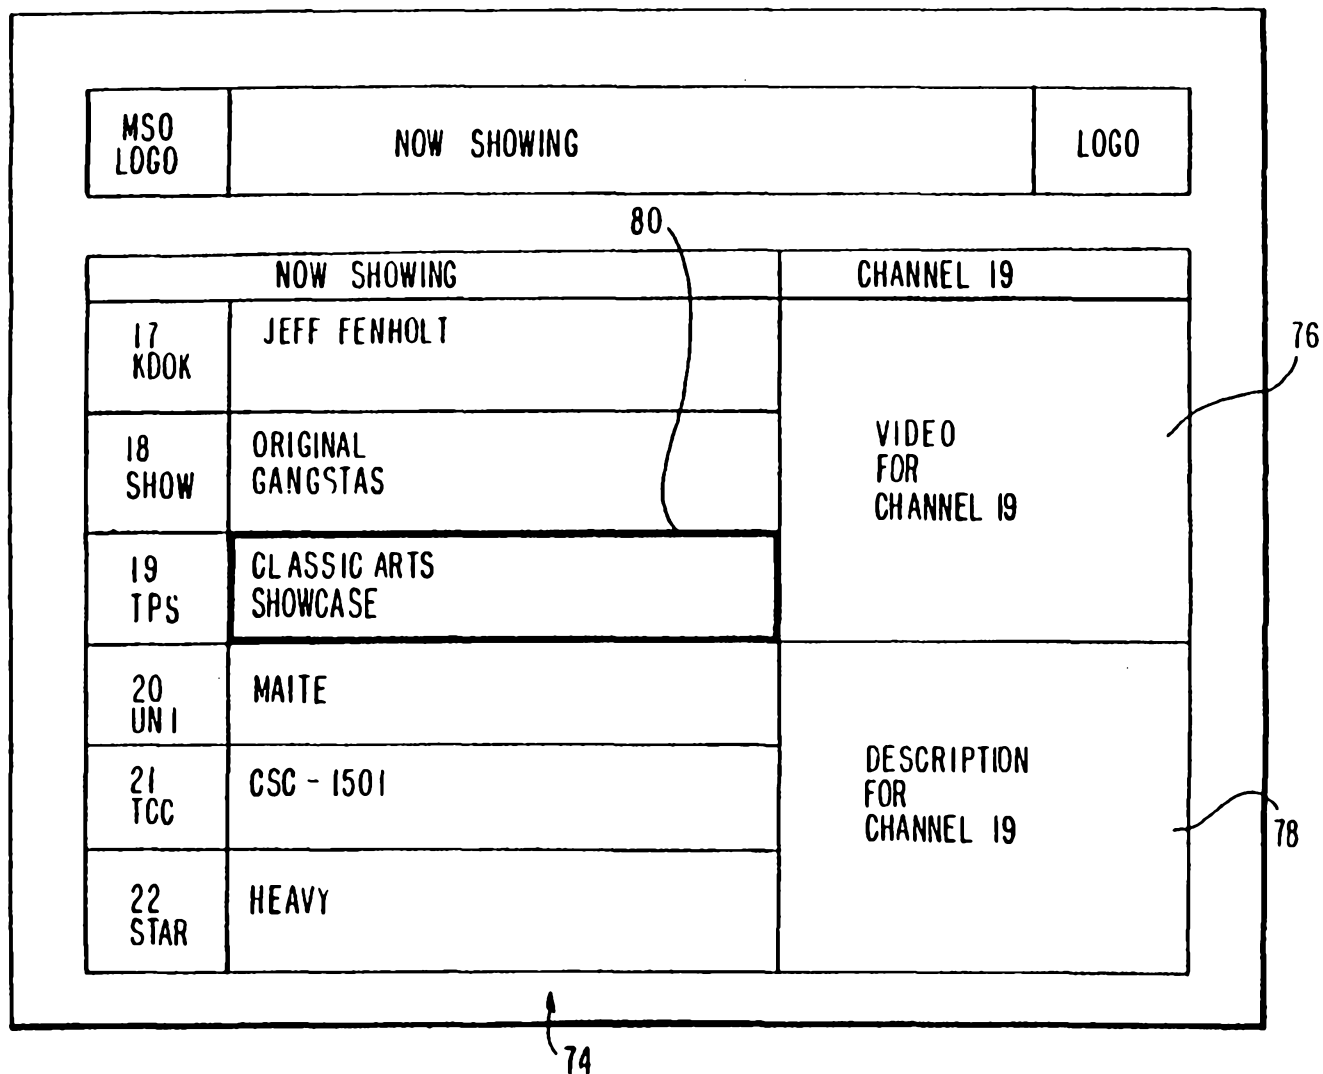 MSO
LOGO
NOW SHOWING
LOGO
80
NOW SHOWING
CHANNEL 19
17
KDOK
JEFF FENHOLT
18
SHOW
ORIGINAL
GANGSTAS
19
TPS
CLASSIC ARTS
SHOWCASE
20
UNI
MAITE
21
TCC
CSC - 1501
22
STAR
HEAVY
VIDEO
FOR
CHANNEL 19
76
DESCRIPTION
FOR
CHANNEL 19
78
74